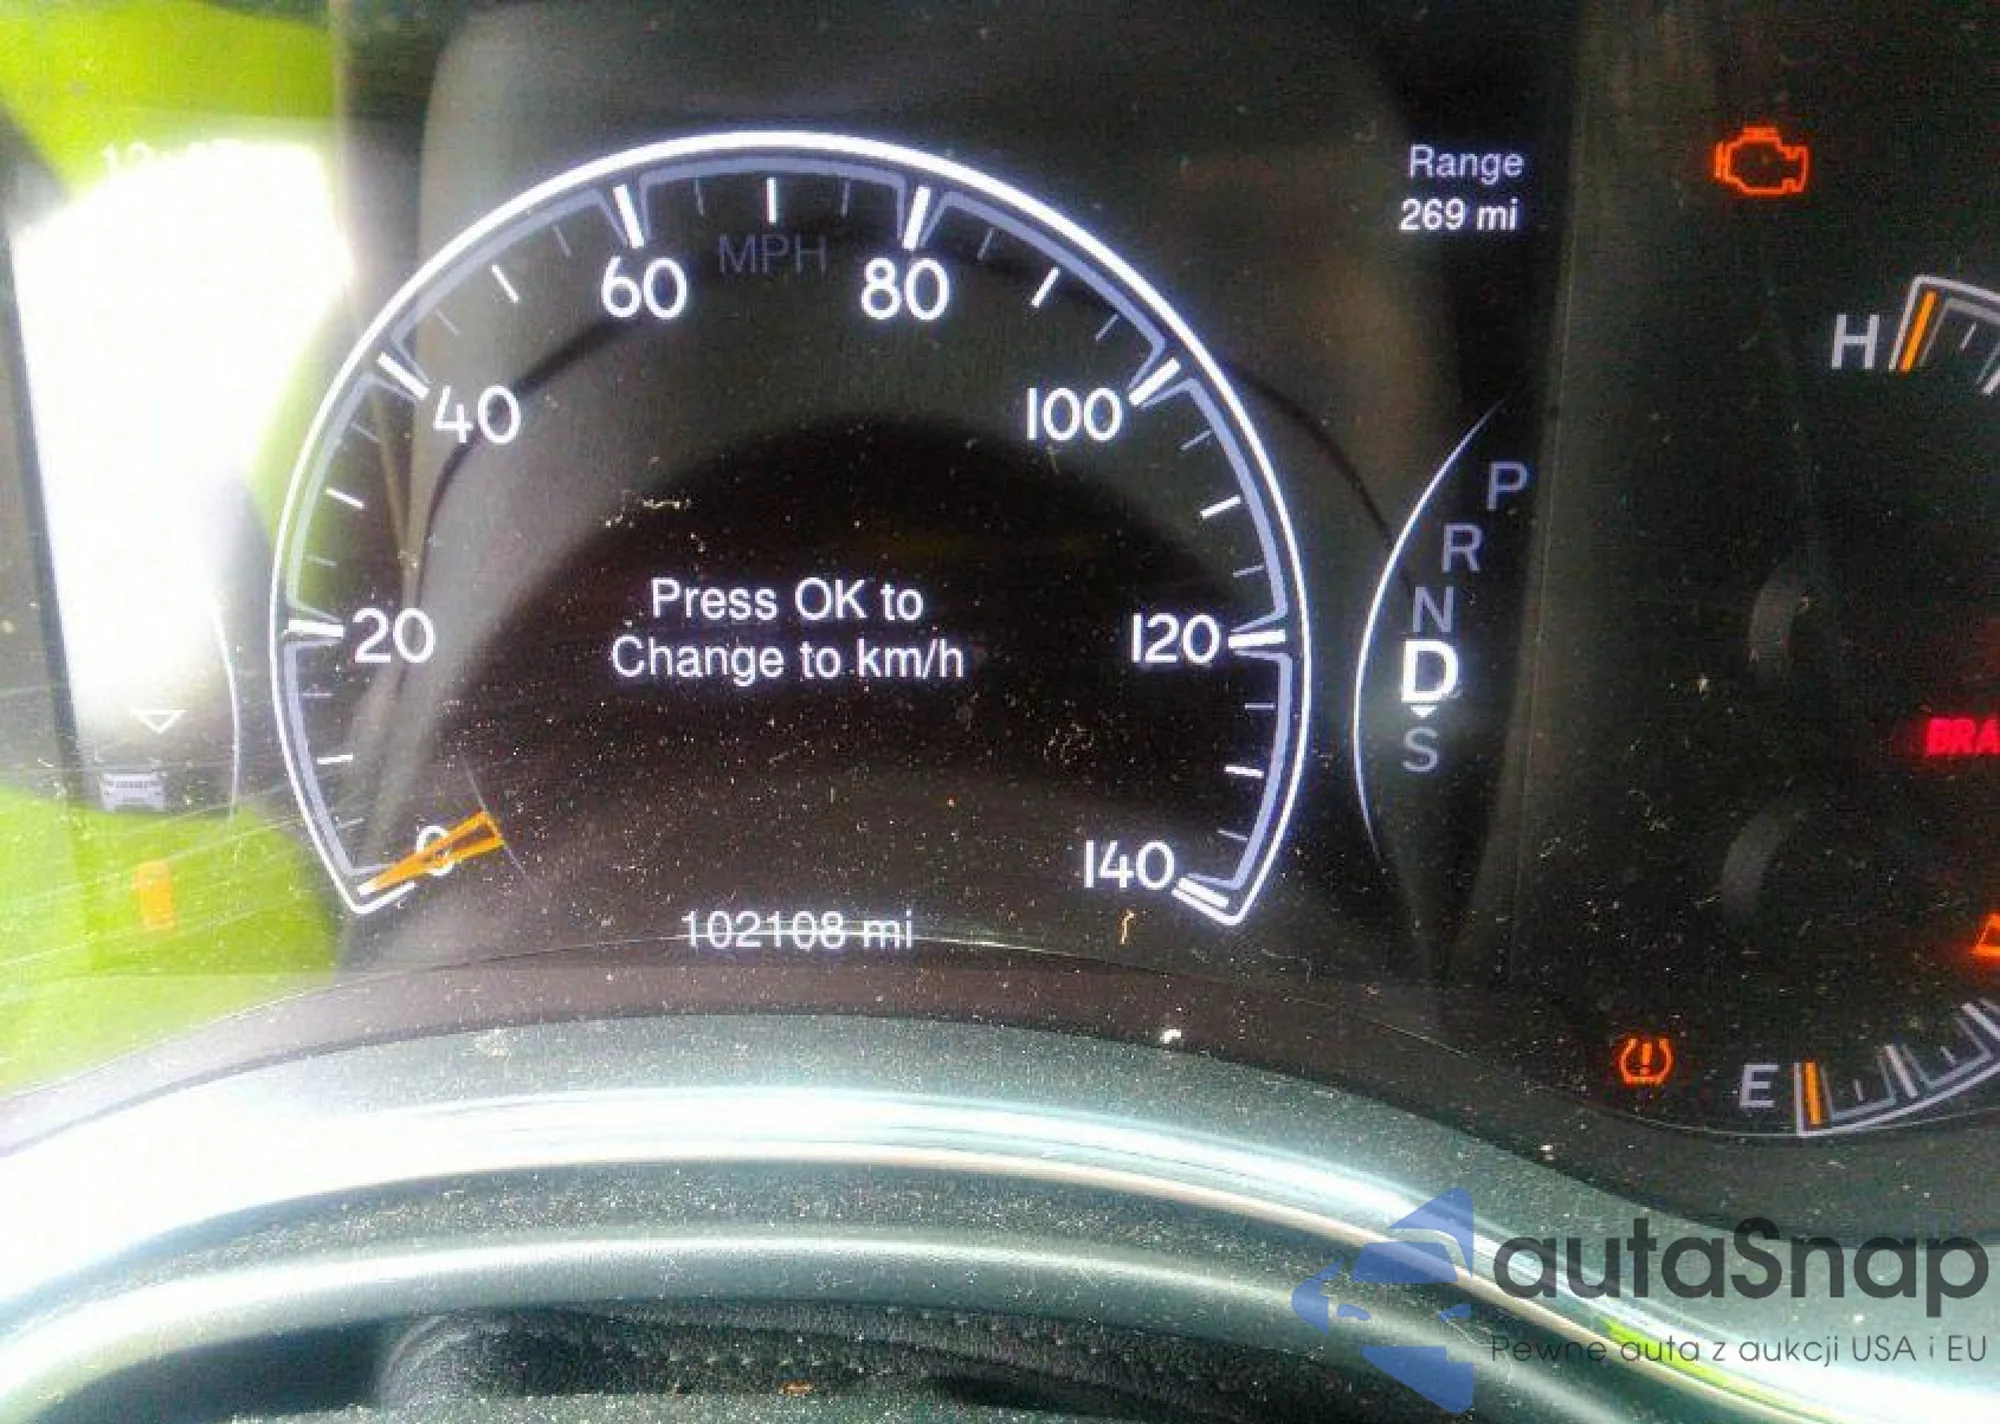 Range
269 mi
MPH
60
80
40
100
20
120
0
140
Press OK to
Change to km/h
102108 mi
P
R
N
D
S
H
E
autaSnap
Pewne auta z aukcji USA i EU